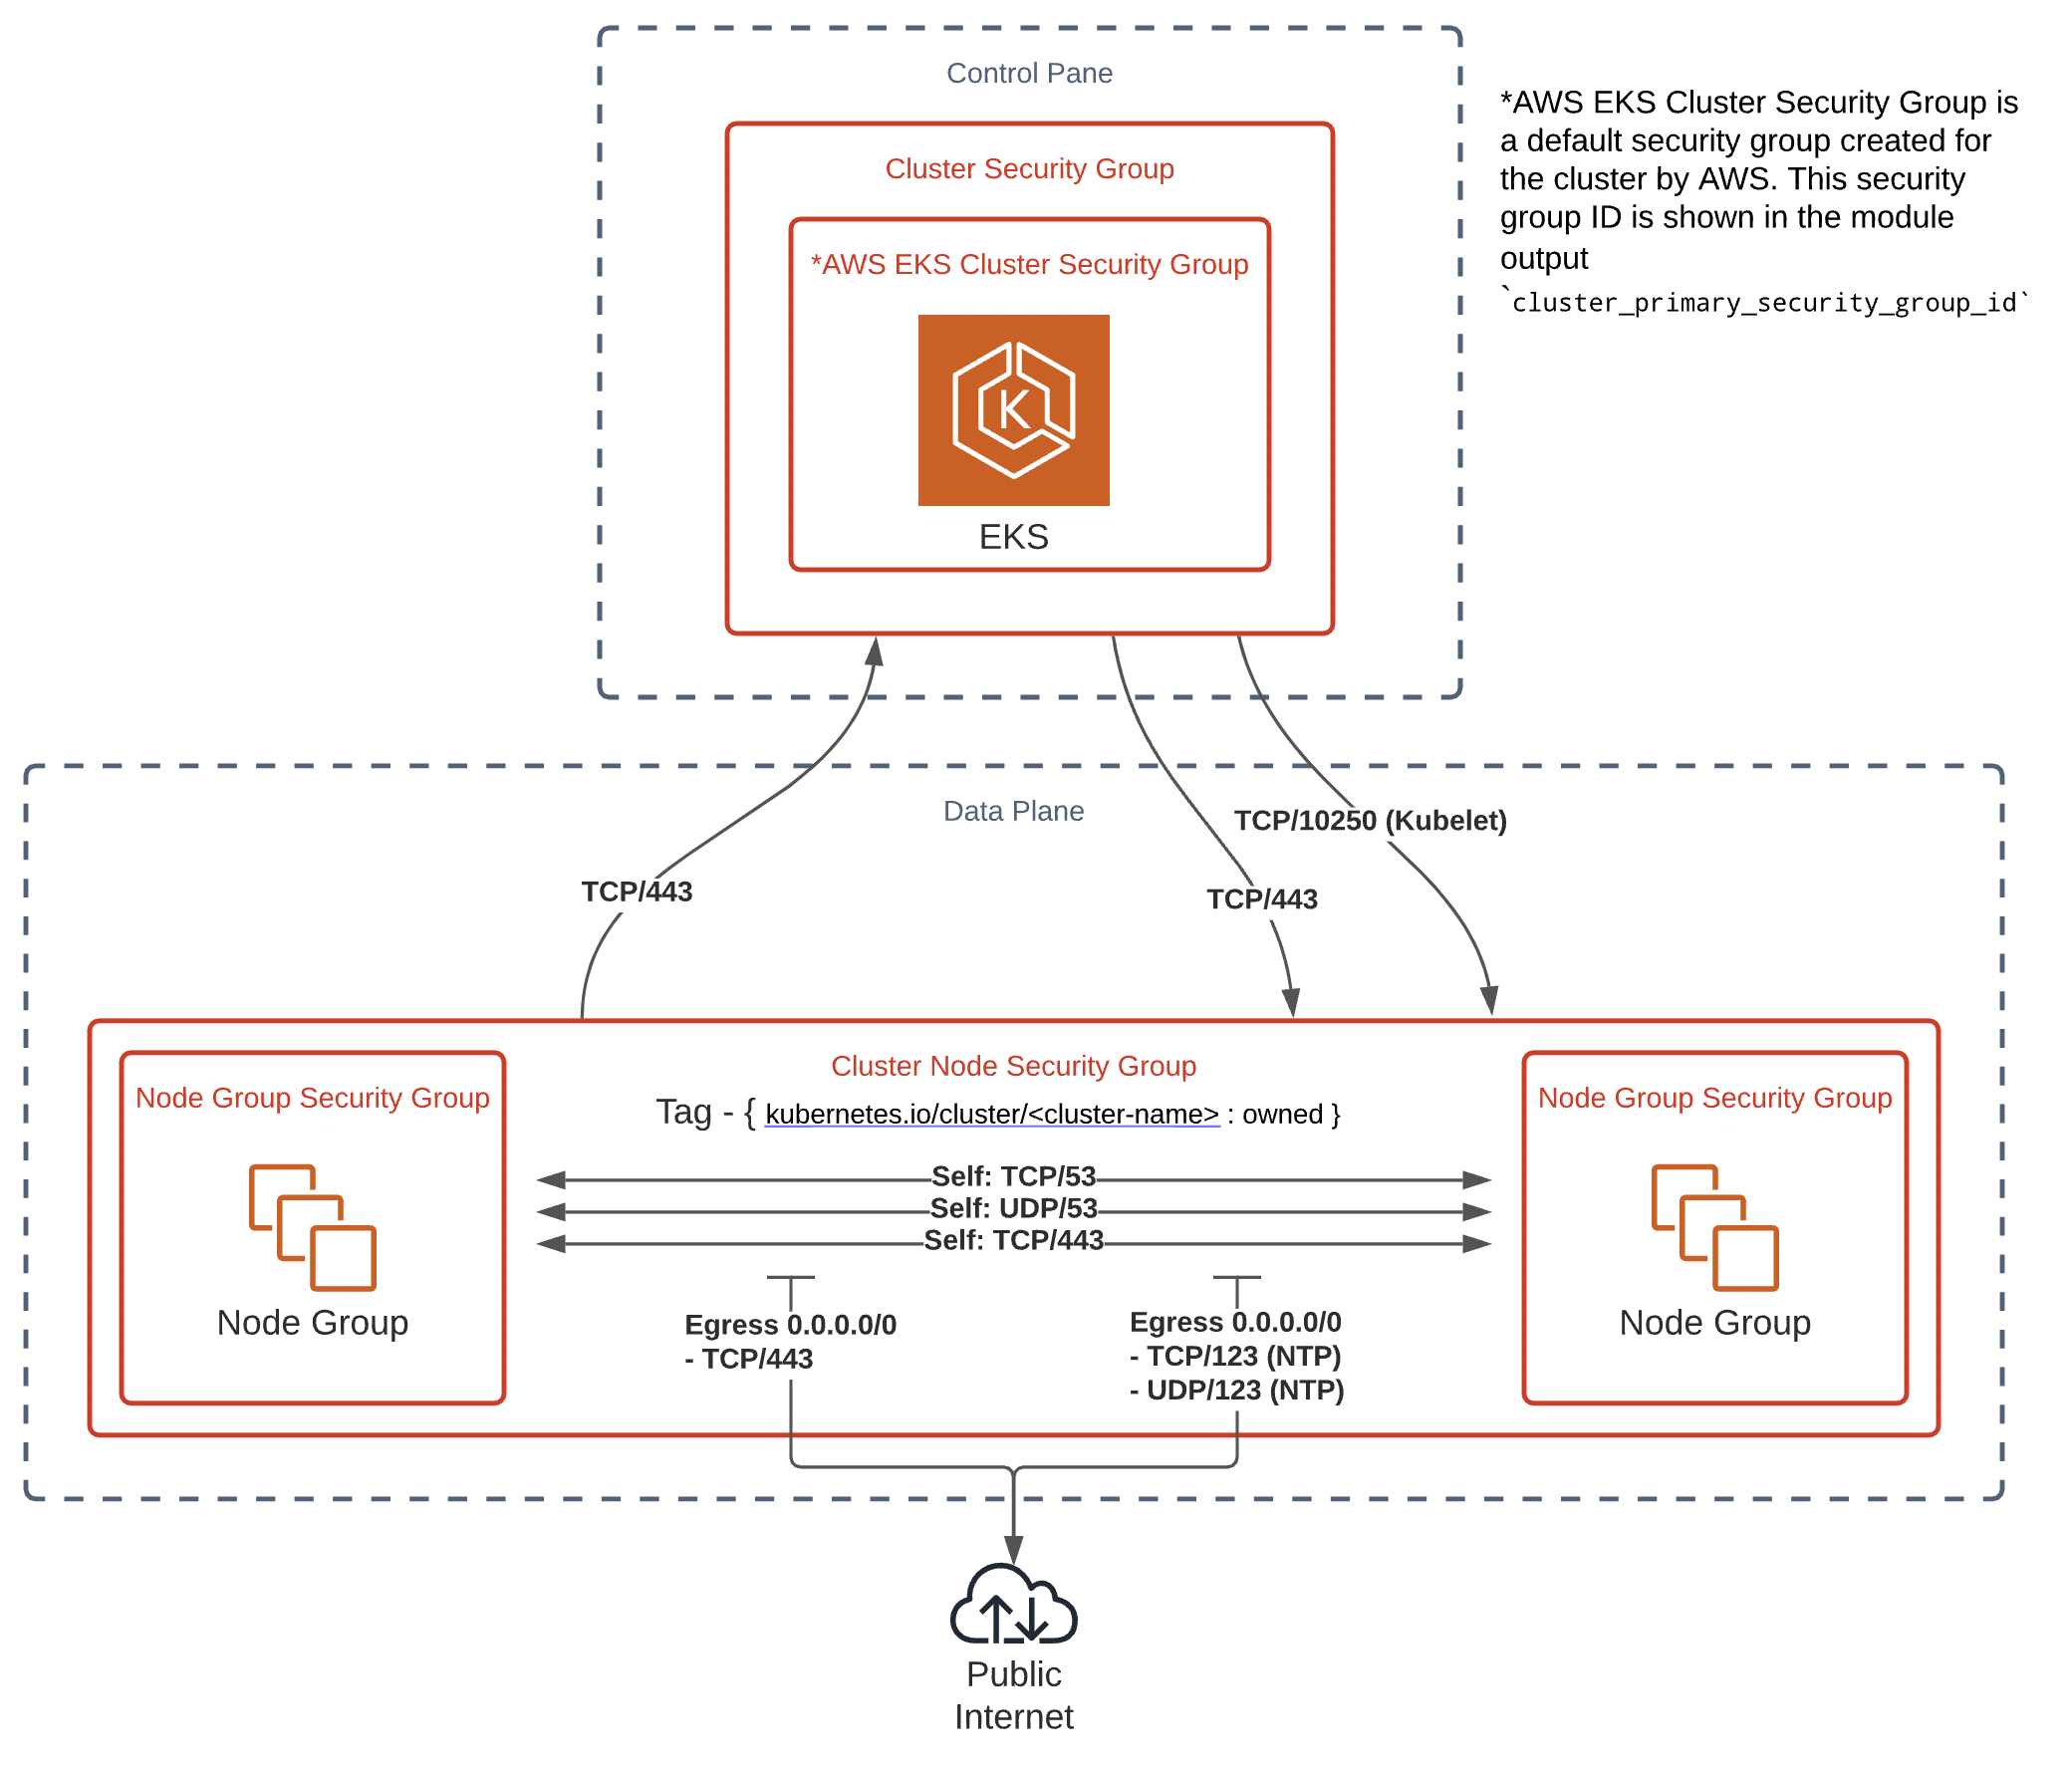 Control Pane
*AWS EKS Cluster Security Group is
a default security group created for
the cluster by AWS. This security
group ID is shown in the module
output
`cluster_primary_security_group_id`
Cluster Security Group
*AWS EKS Cluster Security Group
K
EKS
Data Plane
TCP/10250 (Kubelet)
TCP/443
TCP/443
Cluster Node Security Group
Tag - { kubernetes.io/cluster/<cluster-name> : owned }
Node Group Security Group
Node Group
Node Group Security Group
Node Group
Self: TCP/53
Self: UDP/53
Self: TCP/443
Egress 0.0.0.0/0
- TCP/443
Egress 0.0.0.0/0
- TCP/123 (NTP)
- UDP/123 (NTP)
Public
Internet